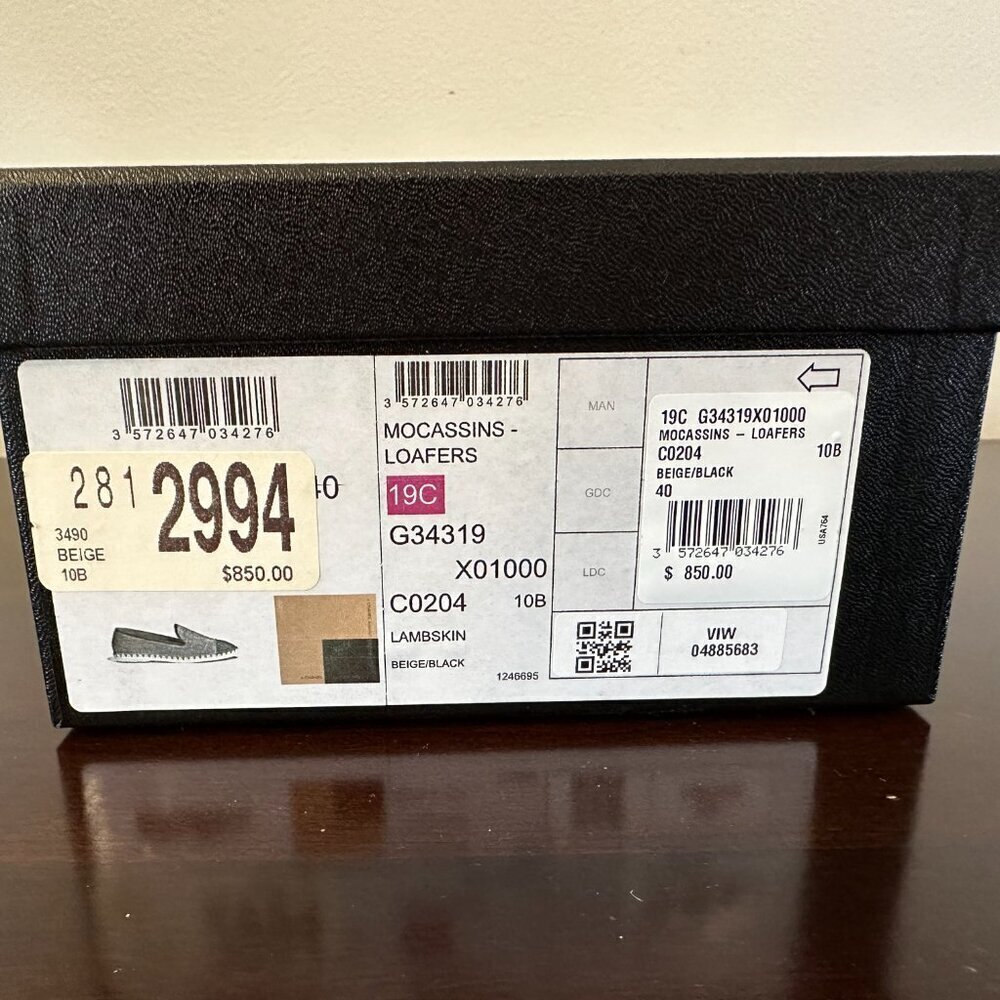 3 572647 034276
281 2994
3490
BEIGE
10B
$850.00
40
3 572647 034276
MOCASSINS -
LOAFERS
19C
G34319
X01000
C0204 10B
LAMBSKIN
BEIGE/BLACK
1246695
MAN
GDC
LDC
19C G34319X01000
MOCASSINS - LOAFERS
C0204 10B
BEIGE/BLACK
40
3 572647 034276
USA764
$ 850.00
VIW
04885683